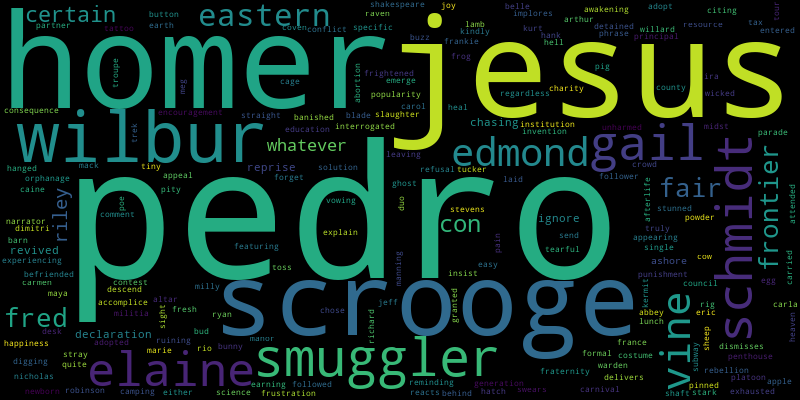 shakespeare joy belle awakening adopt citing
certain button eastern raven lamb kindly implores arthur detained willard resource tax
partner tattoo earth coven conflict specific kurt hank phrase principal entered tour
homer jesus
troupe meg cage abortion buzz frankie frog hell pig county ira wicked
frightened emerge regardless charity
consequence encouragement straight banished blade popularity carol slaughter heal institution unharmed midst parade
wilbur trek education interrogated chasing invention
whatever edmond gail schmidt
hanged mack tiny reprise solution leaving refusal tucker crowd
orphanage appeal forget ghost laid follower fair frontier
caine pity vowing duo afterlife
riley poe comment pedro stevens con ignore stunned powder attended
narrator explain send truly
dimitri featuring tearful appearing
barn single
revived pain cow
experiencing toss manning easy ashore carried
befriended insist punishment egg
carmen contest milly scrooge kermit council
maya descend chose jeff granted vine rig carla
accomplice altar sight fresh ryan abbey eric
fred militia richard lunch sheep heaven
desk declaration bud manor france dismisses
happiness adopted ruining smuggler formal subway penthouse
stray marie rio bunny costume
digging quite elaine warden rebellion
nicholas earning reminding fraternity delivers platoon
newborn robinson camping either science followed frustration reacts behind generation hatch swears carnival pinned shaft stark apple exhausted